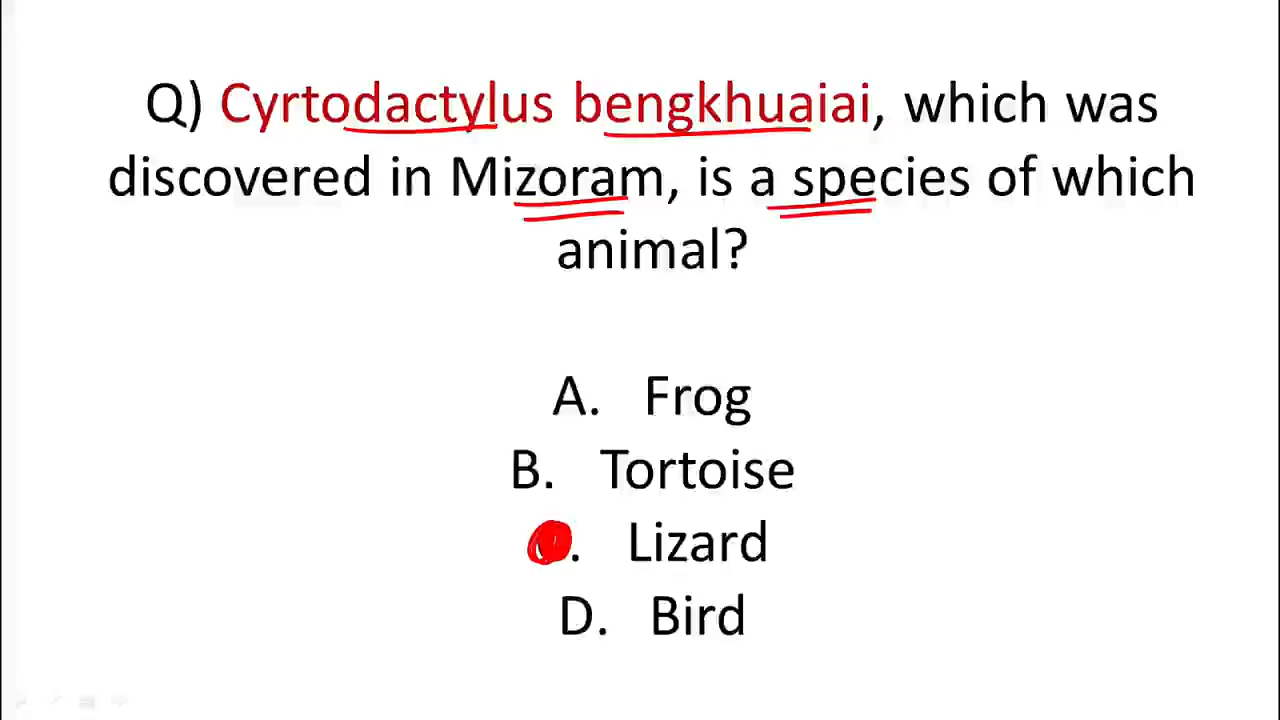 Q) Cyrtodactylus bengkhuaiai, which was
discovered in Mizoram, is a species of which
animal?
A. Frog
B. Tortoise
. Lizard
D. Bird